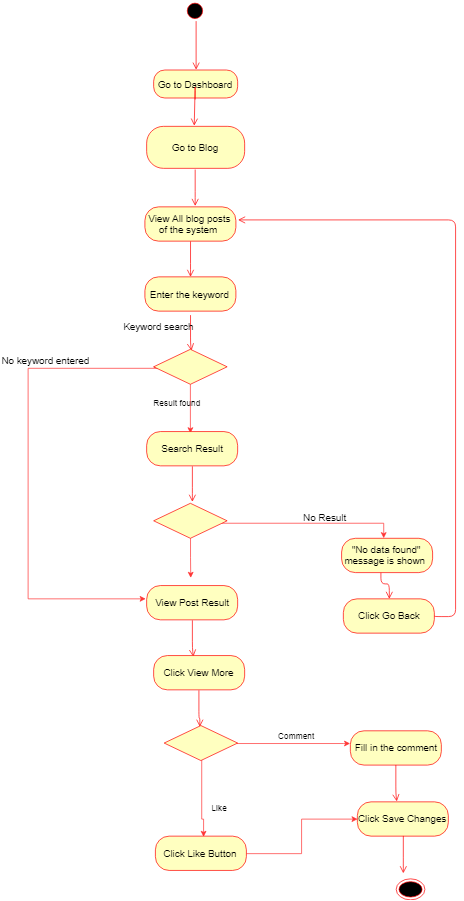 Go to Dashboard
Go to Blog
View All blog posts
of the system
Enter the keyword
Keyword search
No keyword entered
Result found
Search Result
No Result
"No data found"
message is shown
View Post Result
Click Go Back
Click View More
Comment
Fill in the comment
Like
Click Save Changes
Click Like Button